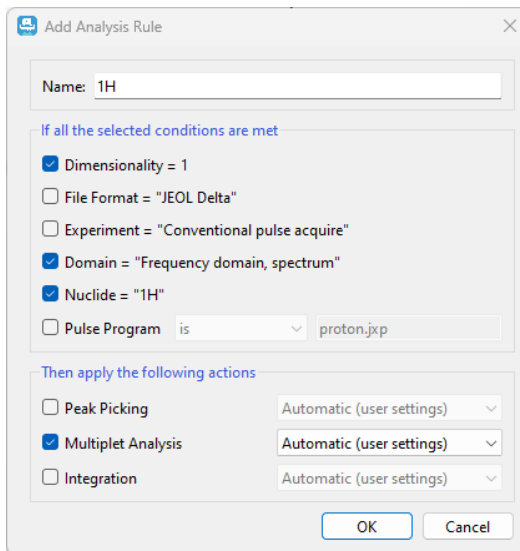 Add Analysis Rule
Name: 1H
If all the selected conditions are met
Dimensionality = 1
File Format = "JEOL Delta"
Experiment = "Conventional pulse acquire"
Domain = "Frequency domain, spectrum"
Nuclide = "1H"
Pulse Program is proton.jxp
Then apply the following actions
Peak Picking Automatic (user settings)
Multiplet Analysis Automatic (user settings)
Integration Automatic (user settings)
OK Cancel